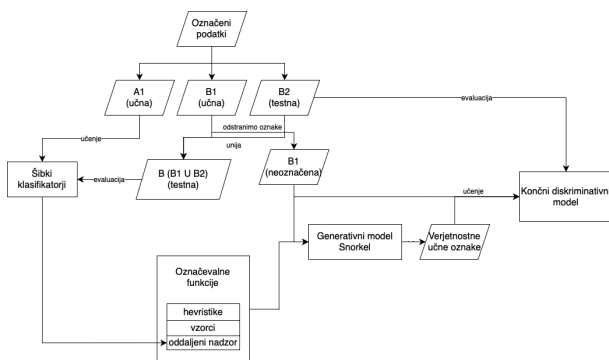 Označeni
podatki
A1
(učna)
B1
(učna)
B2
(testna)
evaluacija
odstranimo oznake
učenje
unija
Šibki
klasifikatorji
evaluacija
B (B1 U B2)
(testna)
B1
(neoznačena)
učenje
Končni diskriminativni
model
Generativni model
Snorkel
Verjetnostne
učne oznake
Označevalne
funkcije
hevristike
vzorci
oddaljeni nadzor